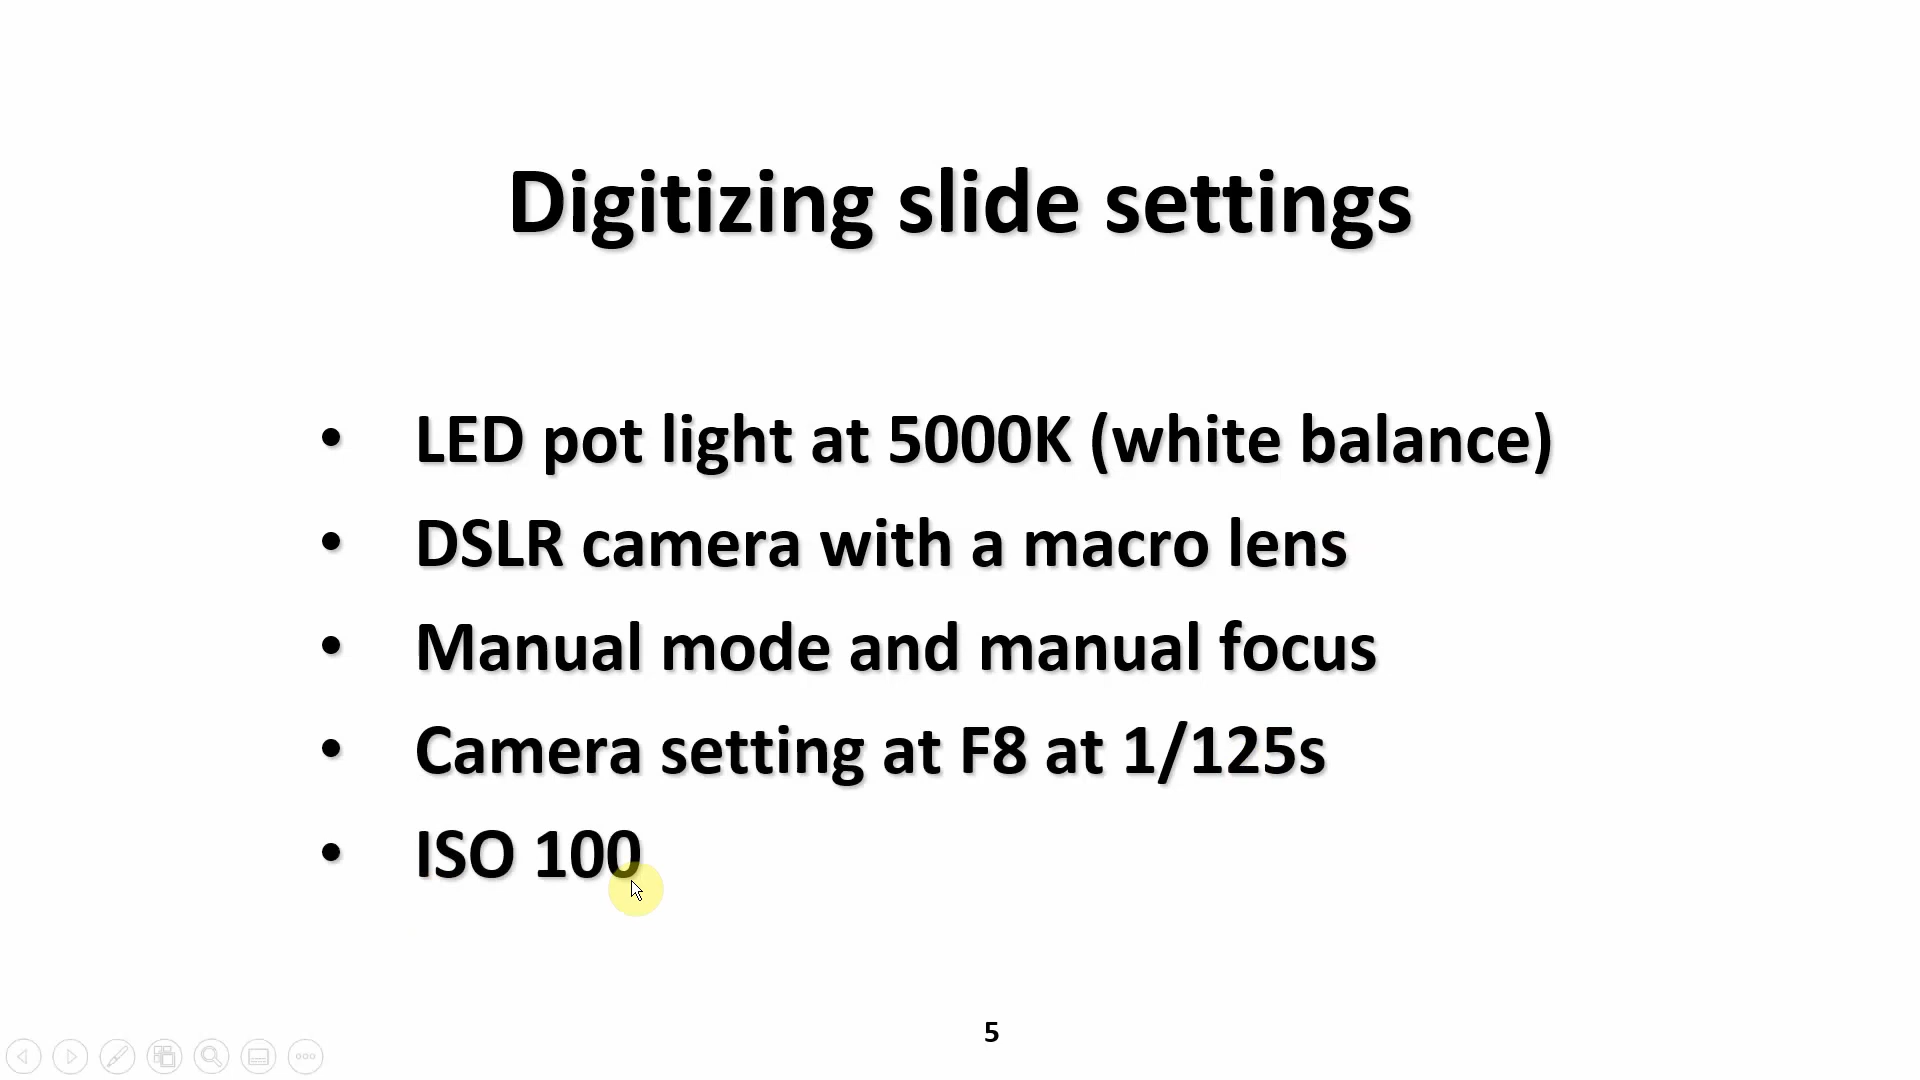 Digitizing slide settings
• LED pot light at 5000K (white balance)
• DSLR camera with a macro lens
• Manual mode and manual focus
• Camera setting at F8 at 1/125s
• ISO 100
5